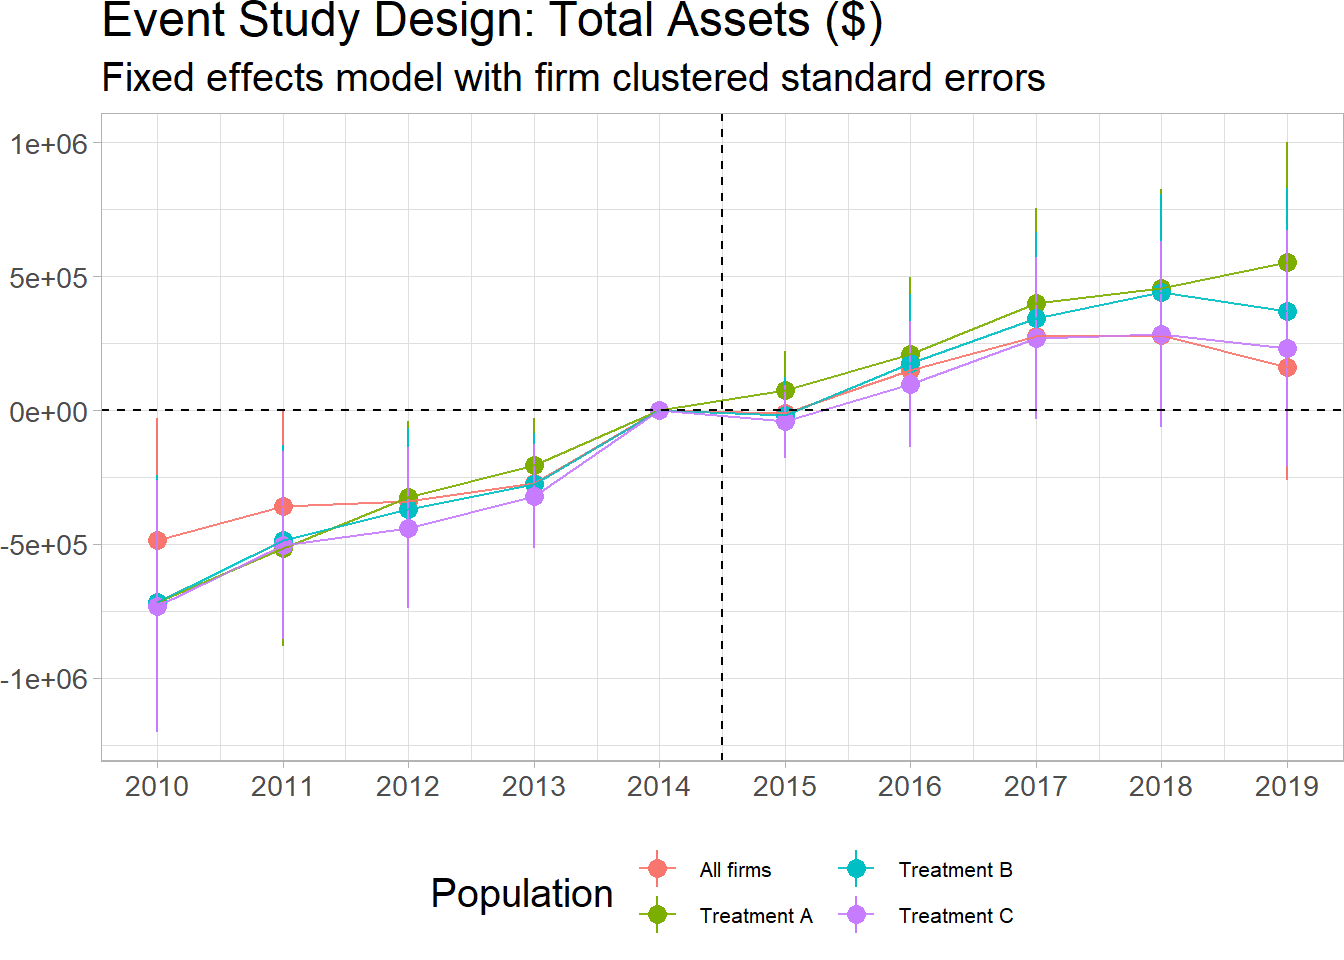 Event Study Design: Total Assets ($)
Fixed effects model with firm clustered standard errors
1e+06
5e+05
0e+00
-5e+05
-1e+06
2010 2011 2012 2013 2014 2015 2016 2017 2018 2019
Population
All firms
Treatment A
Treatment B
Treatment C